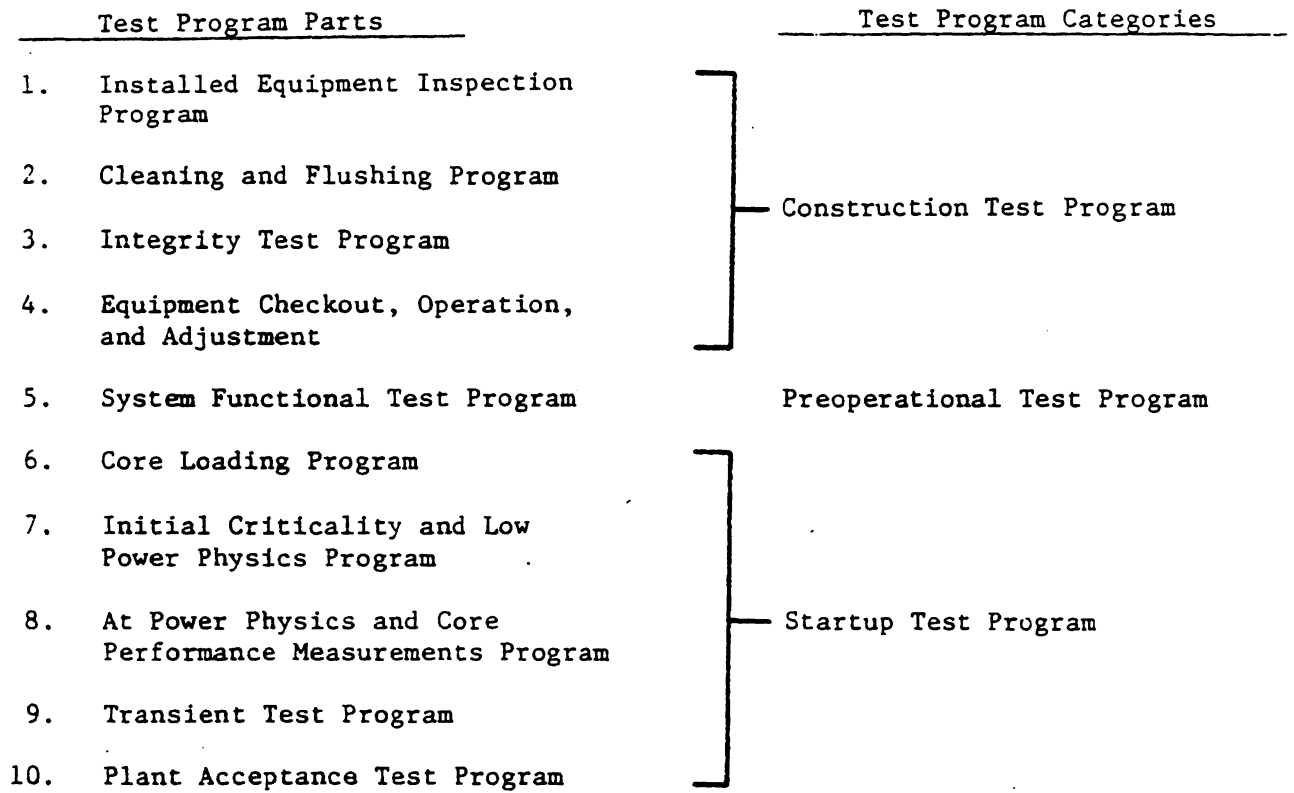 Test Program Parts
Test Program Categories
1. Installed Equipment Inspection
Program
2. Cleaning and Flushing Program
3. Integrity Test Program
4. Equipment Checkout, Operation,
and Adjustment
Construction Test Program
5. System Functional Test Program
Preoperational Test Program
6. Core Loading Program
7. Initial Criticality and Low
Power Physics Program
8. At Power Physics and Core
Performance Measurements Program
9. Transient Test Program
10. Plant Acceptance Test Program
Startup Test Program